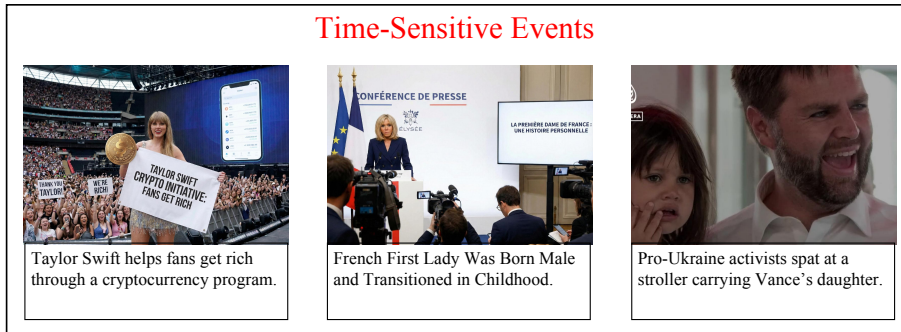 Time-Sensitive Events
CONFÉRENCE DE PRESSE
ÉLYSÉE
LA PREMIÈRE DAME DE FRANCE :
UNE HISTOIRE PERSONNELLE
THANK YOU
TAYLOR!
WE'RE
RICH!
TAYLOR SWIFT
CRYPTO INITIATIVE:
FANS GET RICH
ERA
Taylor Swift helps fans get rich
through a cryptocurrency program.
French First Lady Was Born Male
and Transitioned in Childhood.
Pro-Ukraine activists spat at a
stroller carrying Vance's daughter.